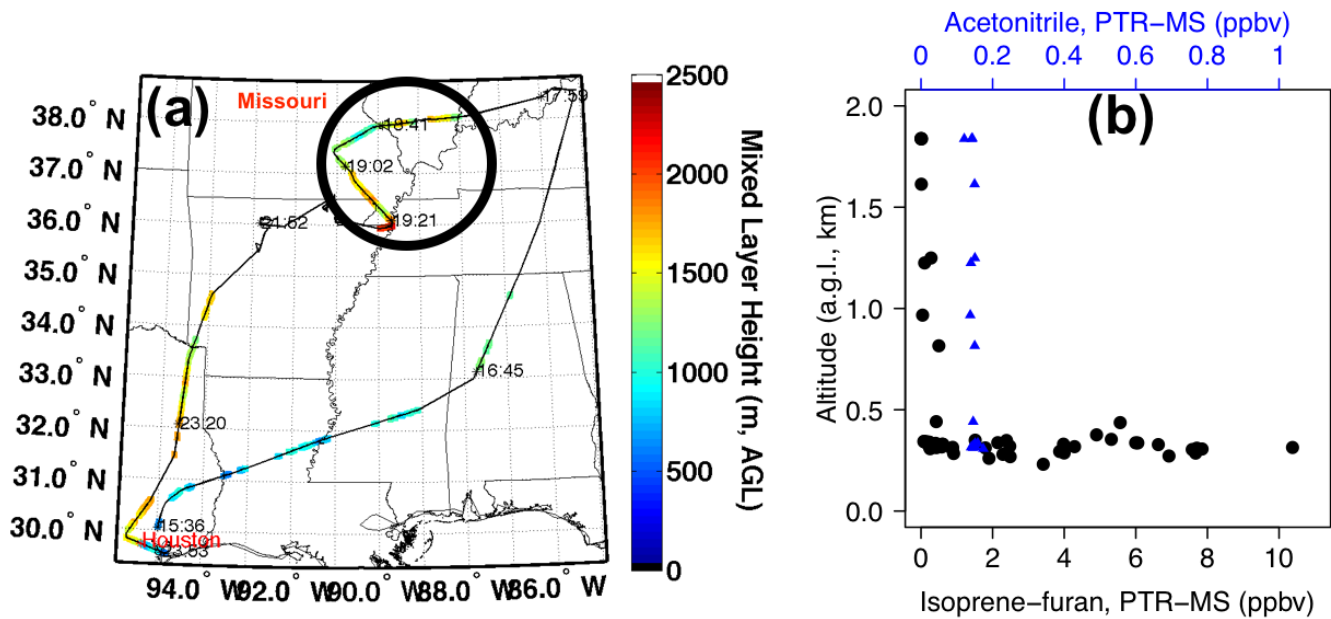 (a)
Missouri
17:59
18:41
19:02
19:21
21:52
16:45
23:20
15:36
Houston
23:53
38.0° N
37.0° N
36.0° N
35.0° N
34.0° N
33.0° N
32.0° N
31.0° N
30.0° N
94.0° W 92.0° W 90.0° W 88.0° W 86.0° W
2500
2000
1500
1000
500
0
Mixed Layer Height (m, AGL)
Acetonitrile, PTR−MS (ppbv)
0 0.2 0.4 0.6 0.8 1
(b)
2.0
1.5
1.0
0.5
0.0
Altitude (a.g.l., km)
0 2 4 6 8 10
Isoprene−furan, PTR−MS (ppbv)